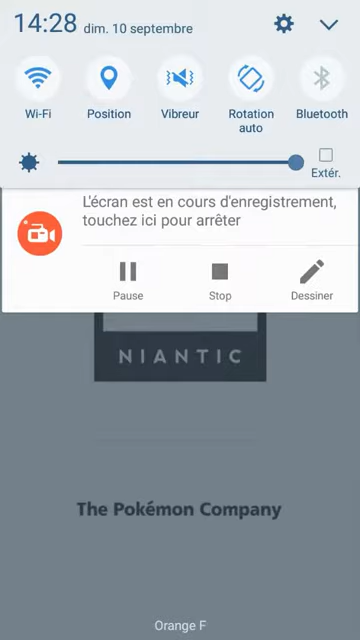 14:28 dim. 10 septembre
Wi-Fi
Position
Vibreur
Rotation
auto
Bluetooth
Extér.
L'écran est en cours d'enregistrement,
touchez ici pour arrêter
Pause
Stop
Dessiner
NIANTIC
The Pokémon Company
Orange F